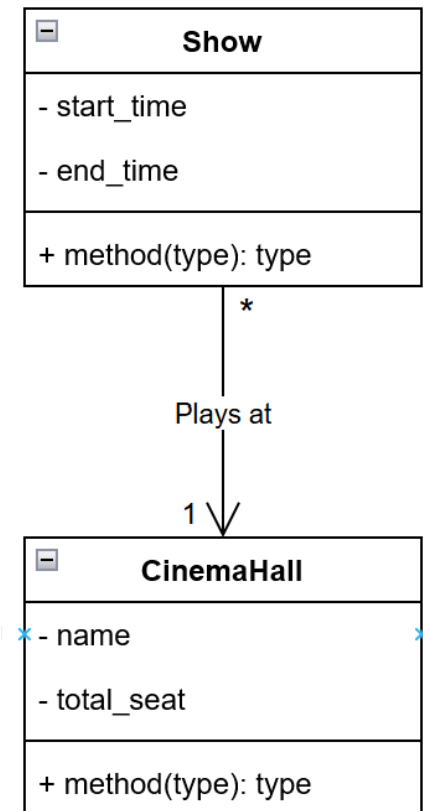 Show
- start_time
- end_time
+ method(type): type
*
Plays at
1
CinemaHall
- name
- total_seat
+ method(type): type